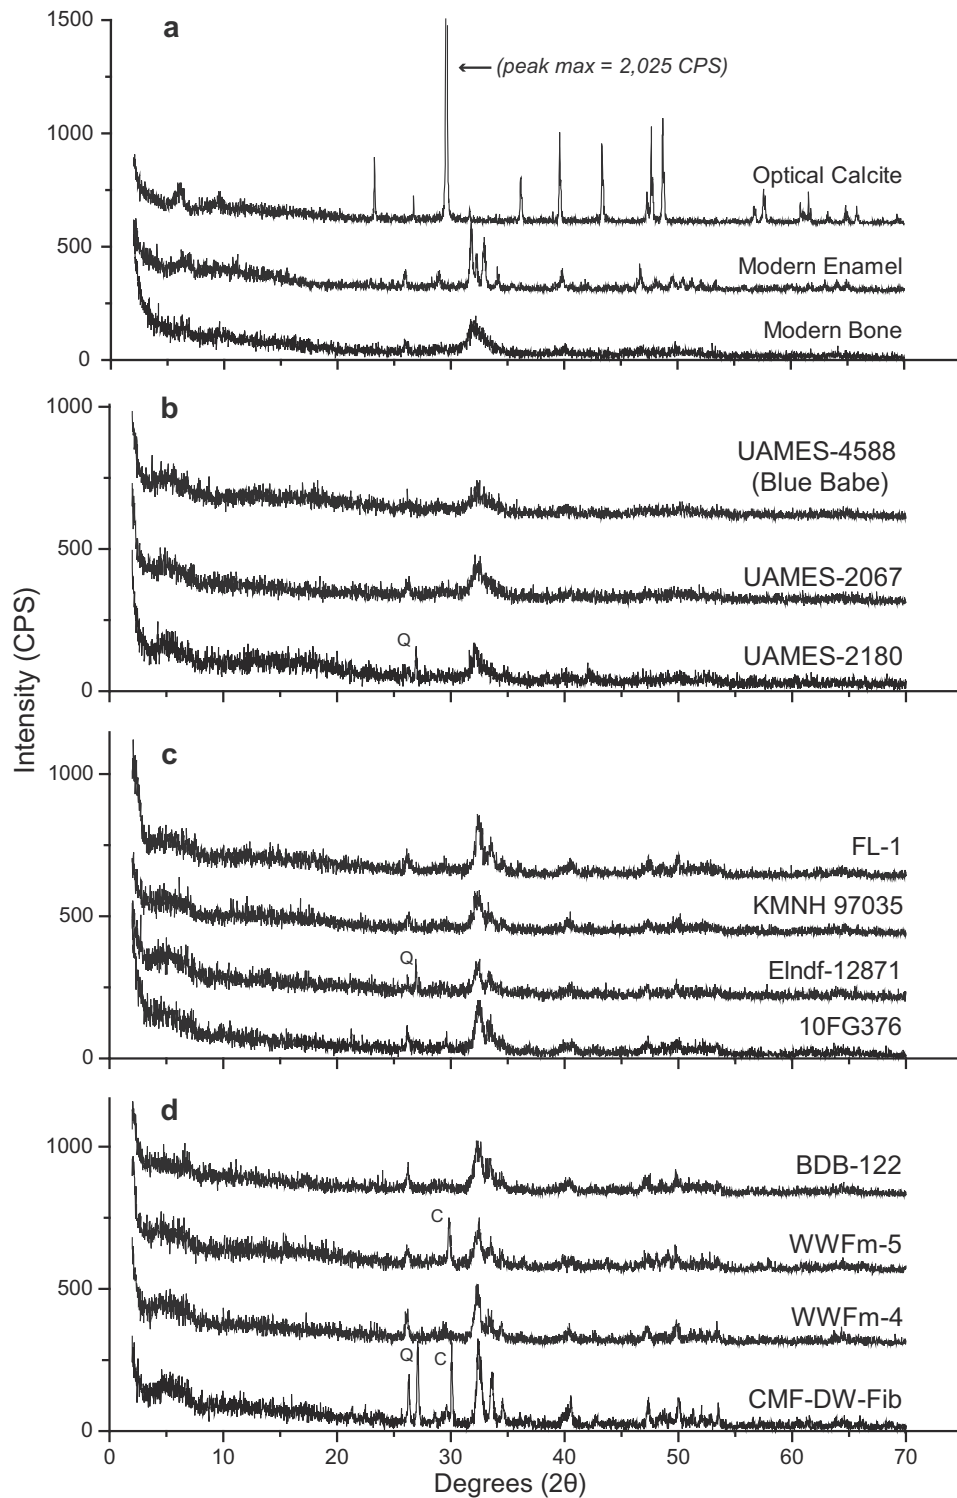 1500
a
(peak max = 2,025 CPS)
1000
Optical Calcite
500
Modern Enamel
Modern Bone
0
1000
b
UAMES-4588
(Blue Babe)
500
UAMES-2067
Q
UAMES-2180
0
Intensity (CPS)
c
1000
FL-1
KMNH 97035
500
Q
Elndf-12871
10FG376
0
d
1000
BDB-122
C
WWFm-5
500
WWFm-4
Q
C
CMF-DW-Fib
0
0 10 20 30 40 50 60 70
Degrees (2θ)